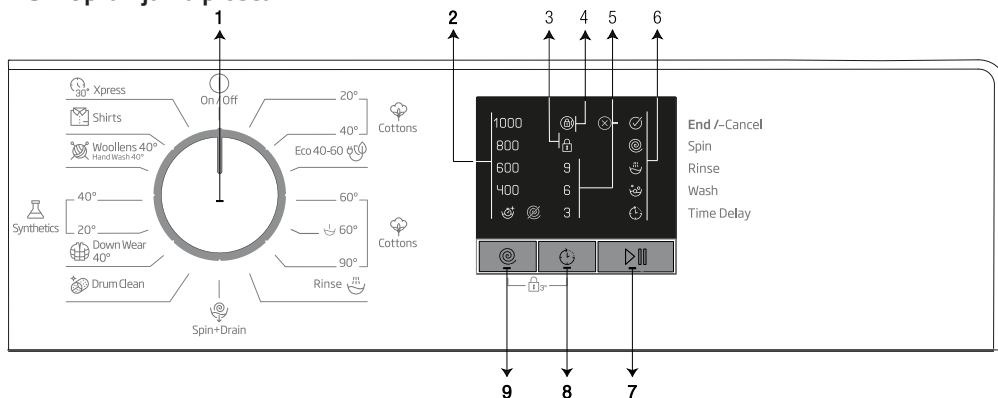 1
2
3
4
5
6
30° Xpress
Shirts
Woollens 40°
Hand Wash 40°
40°
20°
Synthetics
Down Wear
40°
Drum Clean
Spin+Drain
On / Off
20°
40°
Cottons
Eco 40-60
60°
60°
90°
Cottons
Rinse
1000
800
600
400
9
6
3
End /-Cancel
Spin
Rinse
Wash
Time Delay
3"
9
8
7